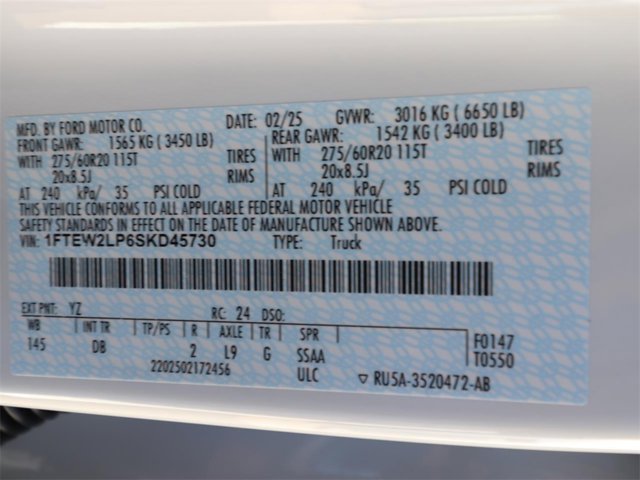 MFD. BY FORD MOTOR CO. DATE: 02/25 GVWR: 3016 KG ( 6650 LB)
FRONT GAWR: 1565 KG ( 3450 LB) REAR GAWR: 1542 KG ( 3400 LB)
WITH 275/60R20 115T TIRES WITH 275/60R20 115T TIRES
20x8.5J RIMS 20x8.5J RIMS
AT 240 kPa/ 35 PSI COLD AT 240 kPa/ 35 PSI COLD
THIS VEHICLE CONFORMS TO ALL APPLICABLE FEDERAL MOTOR VEHICLE
SAFETY STANDARDS IN EFFECT ON THE DATE OF MANUFACTURE SHOWN ABOVE.
VIN: 1FTEW2LP6SKD45730 TYPE: Truck
EXT PNT: YZ RC: 24 DSO:
WB INT TR TP/PS R AXLE TR SPR F0147
145 DB 2 L9 G SSAA T0550
2202502172456 ULC ▽ RU5A-3520472-AB